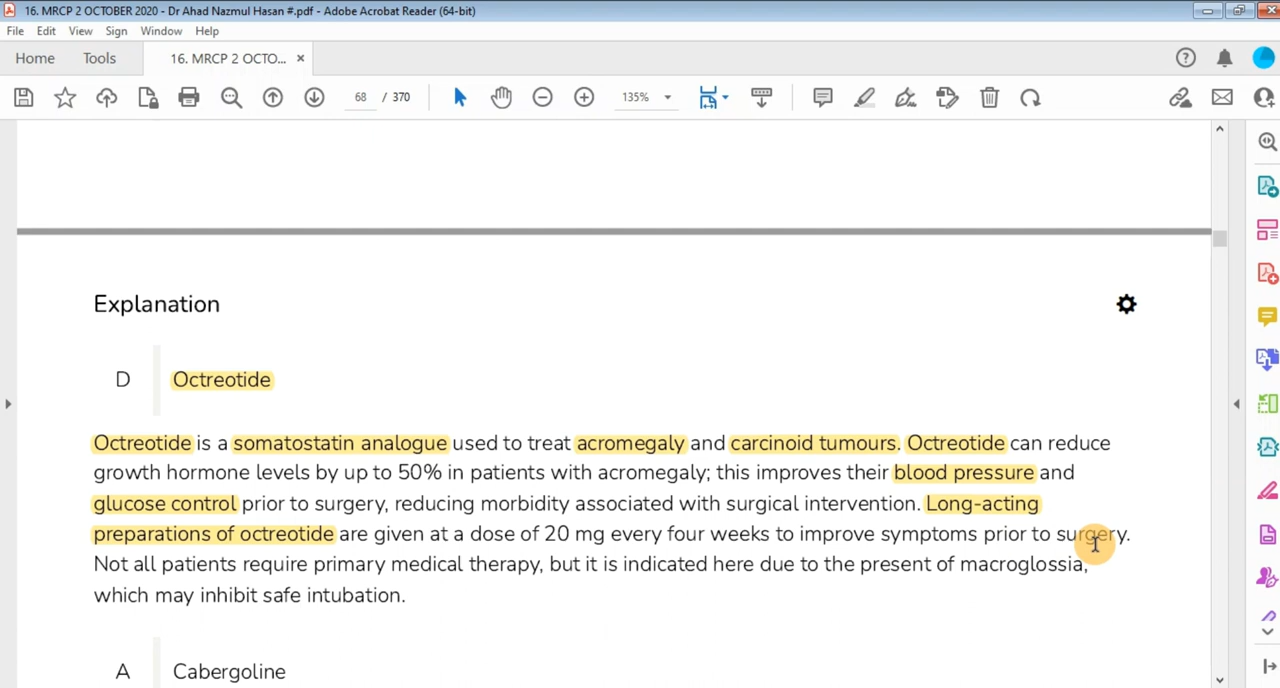 16. MRCP 2 OCTOBER 2020 - Dr Ahad Nazmul Hasan #.pdf - Adobe Acrobat Reader (64-bit)
File Edit View Sign Window Help
Home Tools 16. MRCP 2 OCTO... ×
68 / 370 135%
Explanation
D Octreotide
Octreotide is a somatostatin analogue used to treat acromegaly and carcinoid tumours. Octreotide can reduce
growth hormone levels by up to 50% in patients with acromegaly; this improves their blood pressure and
glucose control prior to surgery, reducing morbidity associated with surgical intervention. Long-acting
preparations of octreotide are given at a dose of 20 mg every four weeks to improve symptoms prior to surgery.
Not all patients require primary medical therapy, but it is indicated here due to the present of macroglossia,
which may inhibit safe intubation.
A Cabergoline